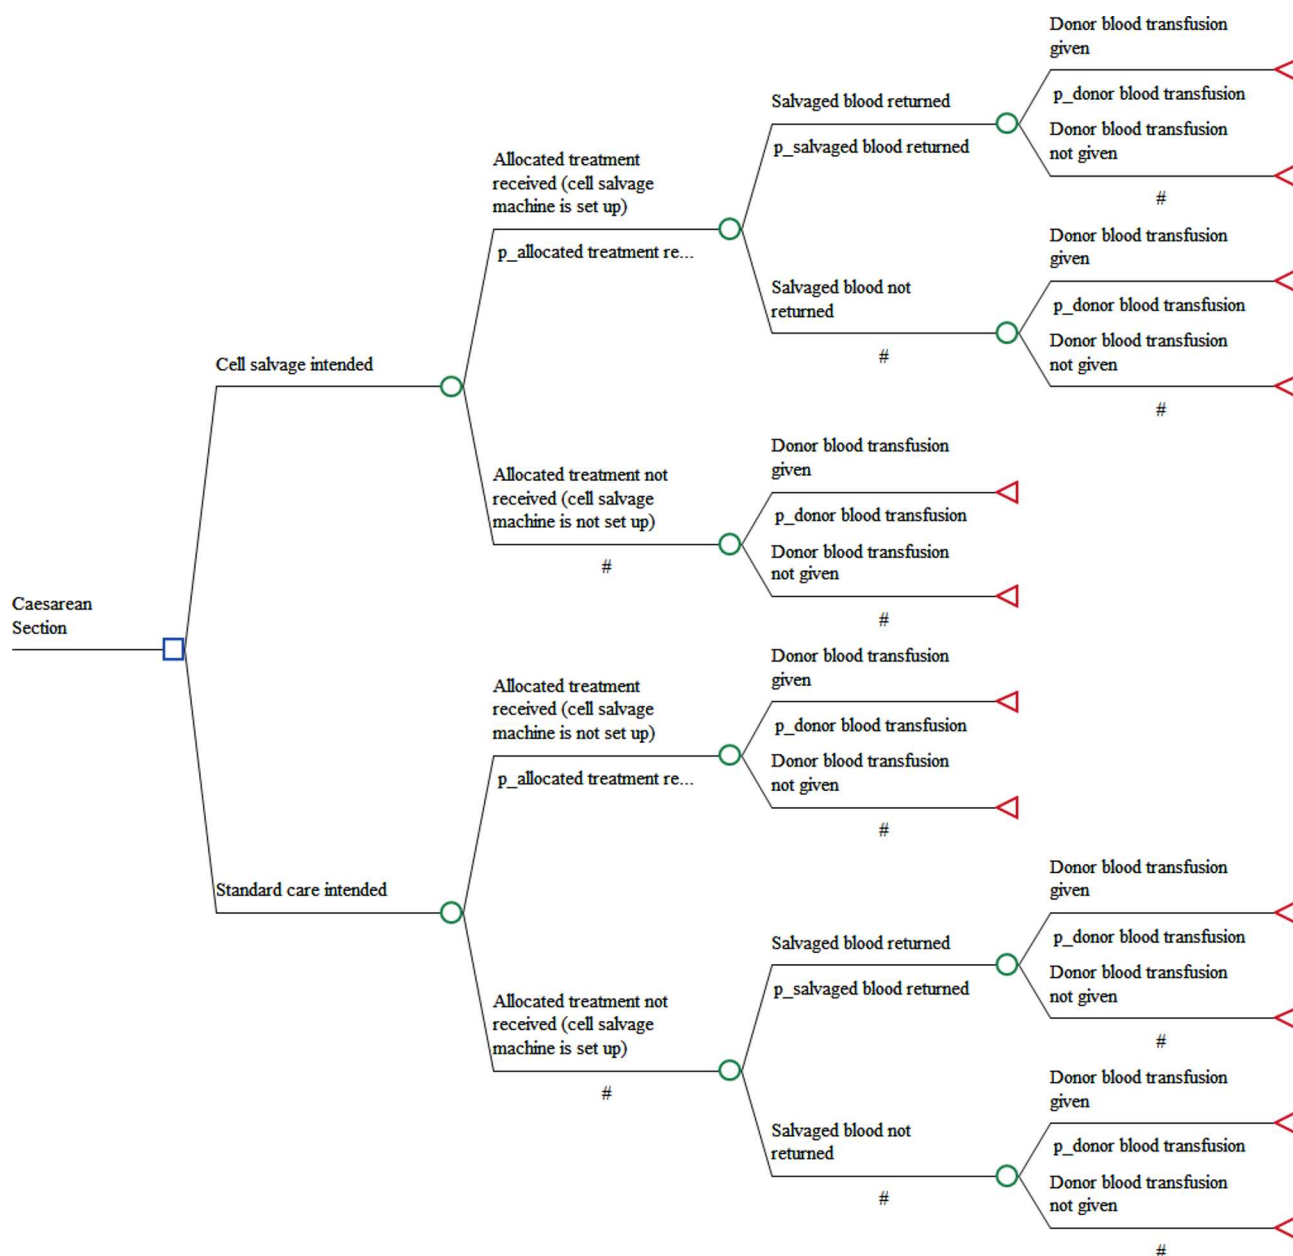 Caesarean
Section
Cell salvage intended
Allocated treatment
received (cell salvage
machine is set up)
p_allocated treatment re...
Salvaged blood returned
p_salvaged blood returned
Donor blood transfusion
given
p_donor blood transfusion
Donor blood transfusion
not given
#
Salvaged blood not
returned
#
Donor blood transfusion
given
p_donor blood transfusion
Donor blood transfusion
not given
#
Allocated treatment not
received (cell salvage
machine is not set up)
#
Donor blood transfusion
given
p_donor blood transfusion
Donor blood transfusion
not given
#
Standard care intended
Allocated treatment
received (cell salvage
machine is not set up)
p_allocated treatment re...
Donor blood transfusion
given
p_donor blood transfusion
Donor blood transfusion
not given
#
Allocated treatment not
received (cell salvage
machine is set up)
#
Salvaged blood returned
p_salvaged blood returned
Donor blood transfusion
given
p_donor blood transfusion
Donor blood transfusion
not given
#
Salvaged blood not
returned
#
Donor blood transfusion
given
p_donor blood transfusion
Donor blood transfusion
not given
#